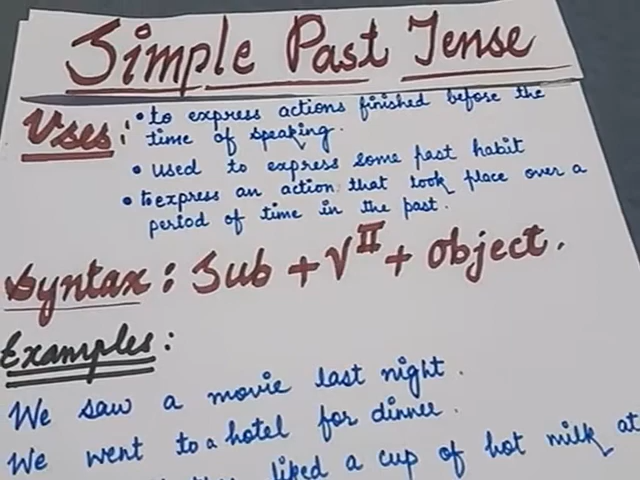 Simple Past Tense
Uses: • to express actions finished before the
time of speaking.
• used to express some past habit
• to express an action that took place over a
period of time in the past.
Syntax: Sub + V II + Object.
Examples:
We saw a movie last night.
We went to a hotel for dinner.
liked a cup of hot milk at